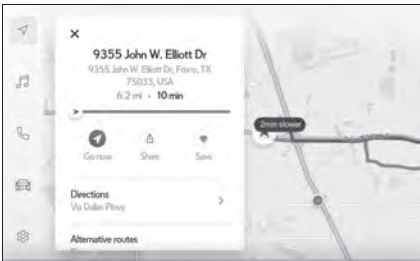 9355 John W. Elliott Dr
9355 John W. Elliott Dr, Frisco, TX
75033, USA
6.2 mi • 10 min
2min slower
Go now
Share
Save
Directions
Via Dallas Pkwy
Alternative routes